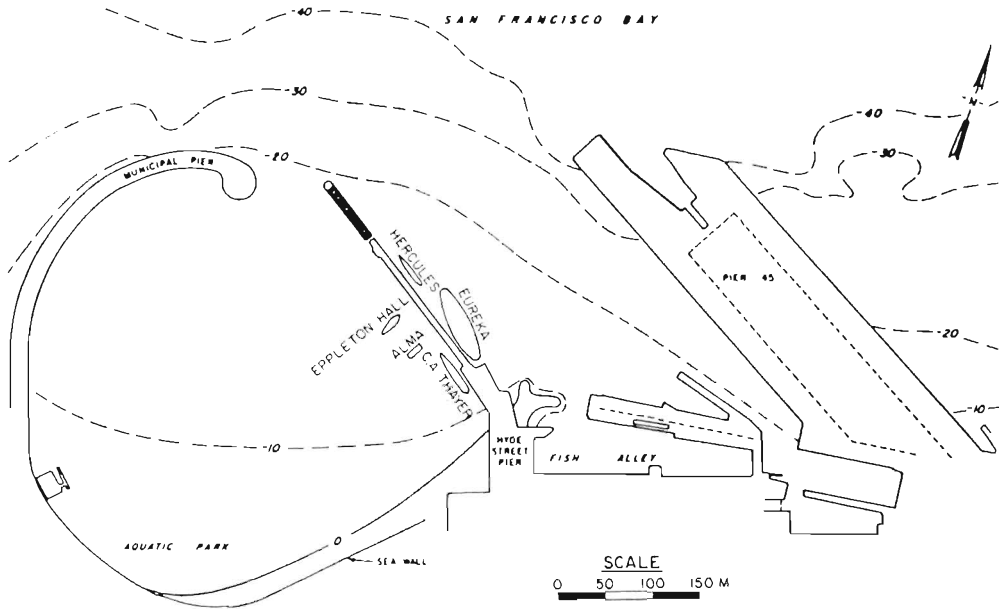 -40
SAN FRANCISCO BAY
-30
N
-40
-30
MUNICIPAL PIER
-20
HERCULES
EUREKA
PIER 45
EPPLETON HALL
ALMA
C.A. THAYER
-20
-10
-10
HYDE
STREET
PIER
FISH ALLEY
AQUATIC PARK
0
SEA WALL
SCALE
0 50 100 150 M